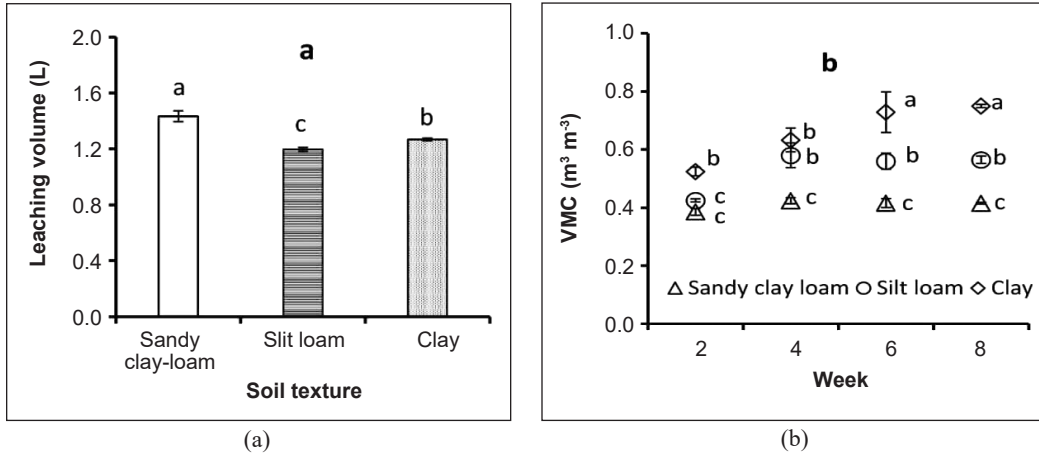 2.0
a
1.6
a
c
b
1.2
0.8
0.4
0.0
Leaching volume (L)
Sandy clay-loam
Slit loam
Clay
Soil texture
(a)
1.0
b
0.8
a
a
b
0.6
b
b
b
b
c
c
c
c
0.4
c
0.2
0.0
VMC (m³ m⁻³)
Sandy clay loam Silt loam Clay
2 4 6 8
Week
(b)